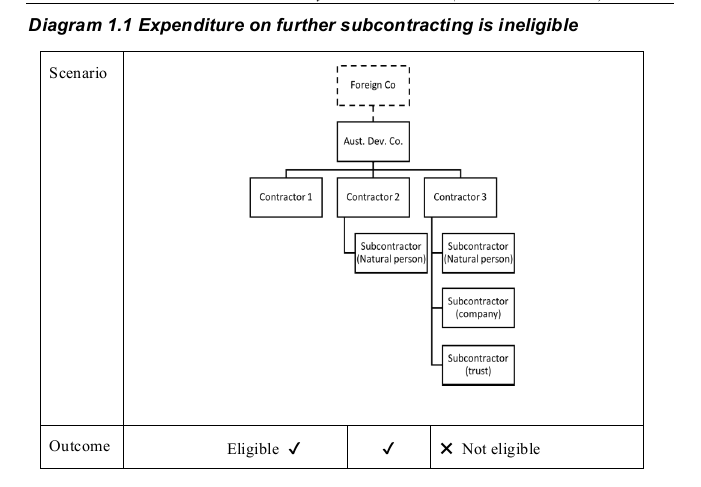 Diagram 1.1 Expenditure on further subcontracting is ineligible
Scenario
Foreign Co
Aust. Dev. Co.
Contractor 1
Contractor 2
Contractor 3
Subcontractor
(Natural person)
Subcontractor
(Natural person)
Subcontractor
(company)
Subcontractor
(trust)
Outcome
Eligible ✓
✓
✕ Not eligible